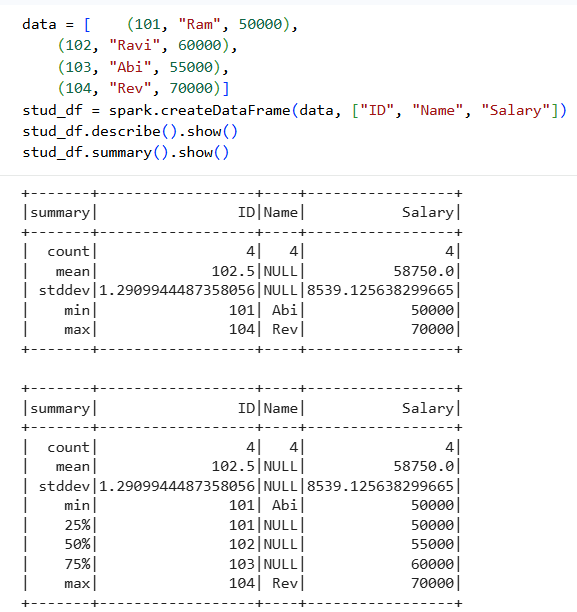 data = [    (101, "Ram", 50000),
    (102, "Ravi", 60000),
    (103, "Abi", 55000),
    (104, "Rev", 70000)]
stud_df = spark.createDataFrame(data, ["ID", "Name", "Salary"])
stud_df.describe().show()
stud_df.summary().show()
+-------+------------------+----+-----------------+
|summary|                ID|Name|           Salary|
+-------+------------------+----+-----------------+
|  count|                 4|   4|                4|
|   mean|             102.5|NULL|          58750.0|
| stddev|1.2909944487358056|NULL|8539.125638299665|
|    min|               101| Abi|            50000|
|    max|               104| Rev|            70000|
+-------+------------------+----+-----------------+
+-------+------------------+----+-----------------+
|summary|                ID|Name|           Salary|
+-------+------------------+----+-----------------+
|  count|                 4|   4|                4|
|   mean|             102.5|NULL|          58750.0|
| stddev|1.2909944487358056|NULL|8539.125638299665|
|    min|               101| Abi|            50000|
|    25%|               101|NULL|            50000|
|    50%|               102|NULL|            55000|
|    75%|               103|NULL|            60000|
|    max|               104| Rev|            70000|
+-------+------------------+----+-----------------+